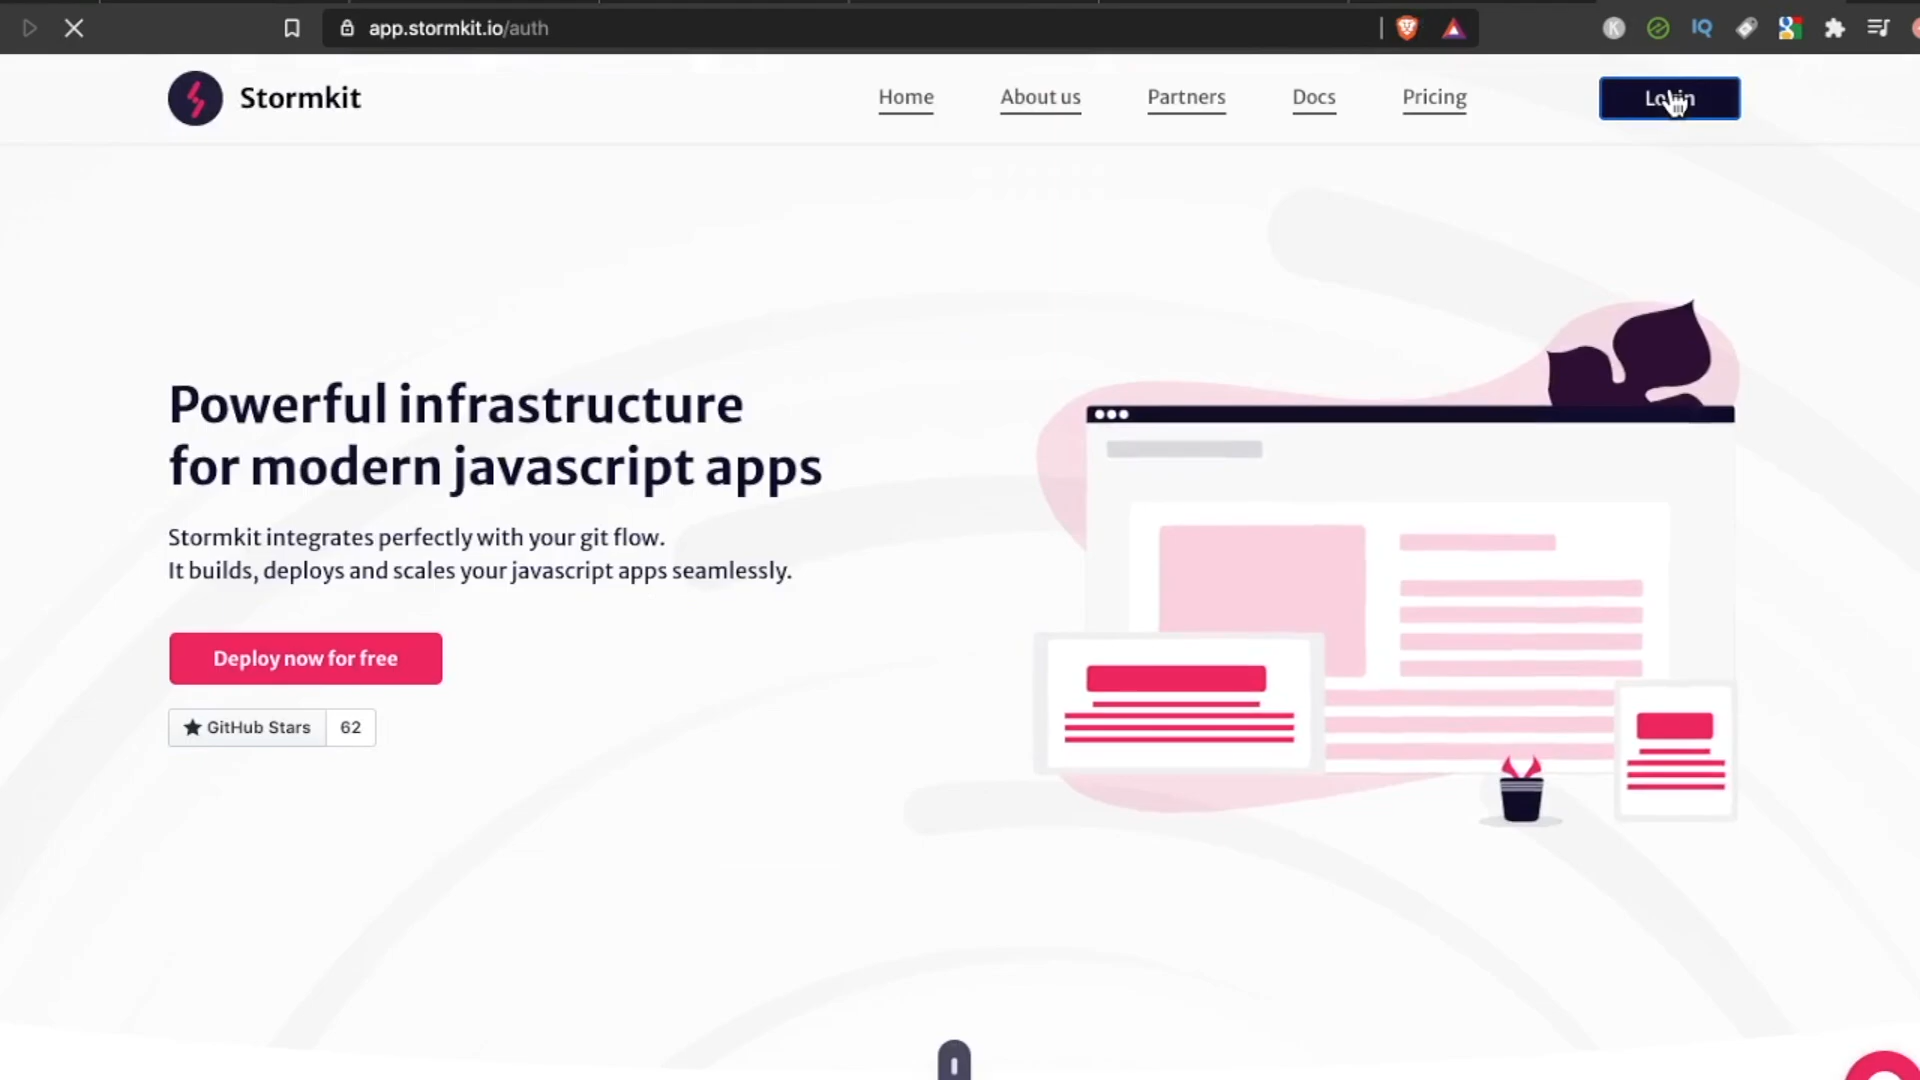 app.stormkit.io/auth
K
IQ
Stormkit
Home
About us
Partners
Docs
Pricing
Powerful infrastructure
for modern javascript apps
Stormkit integrates perfectly with your git flow.
It builds, deploys and scales your javascript apps seamlessly.
Deploy now for free
GitHub Stars
62